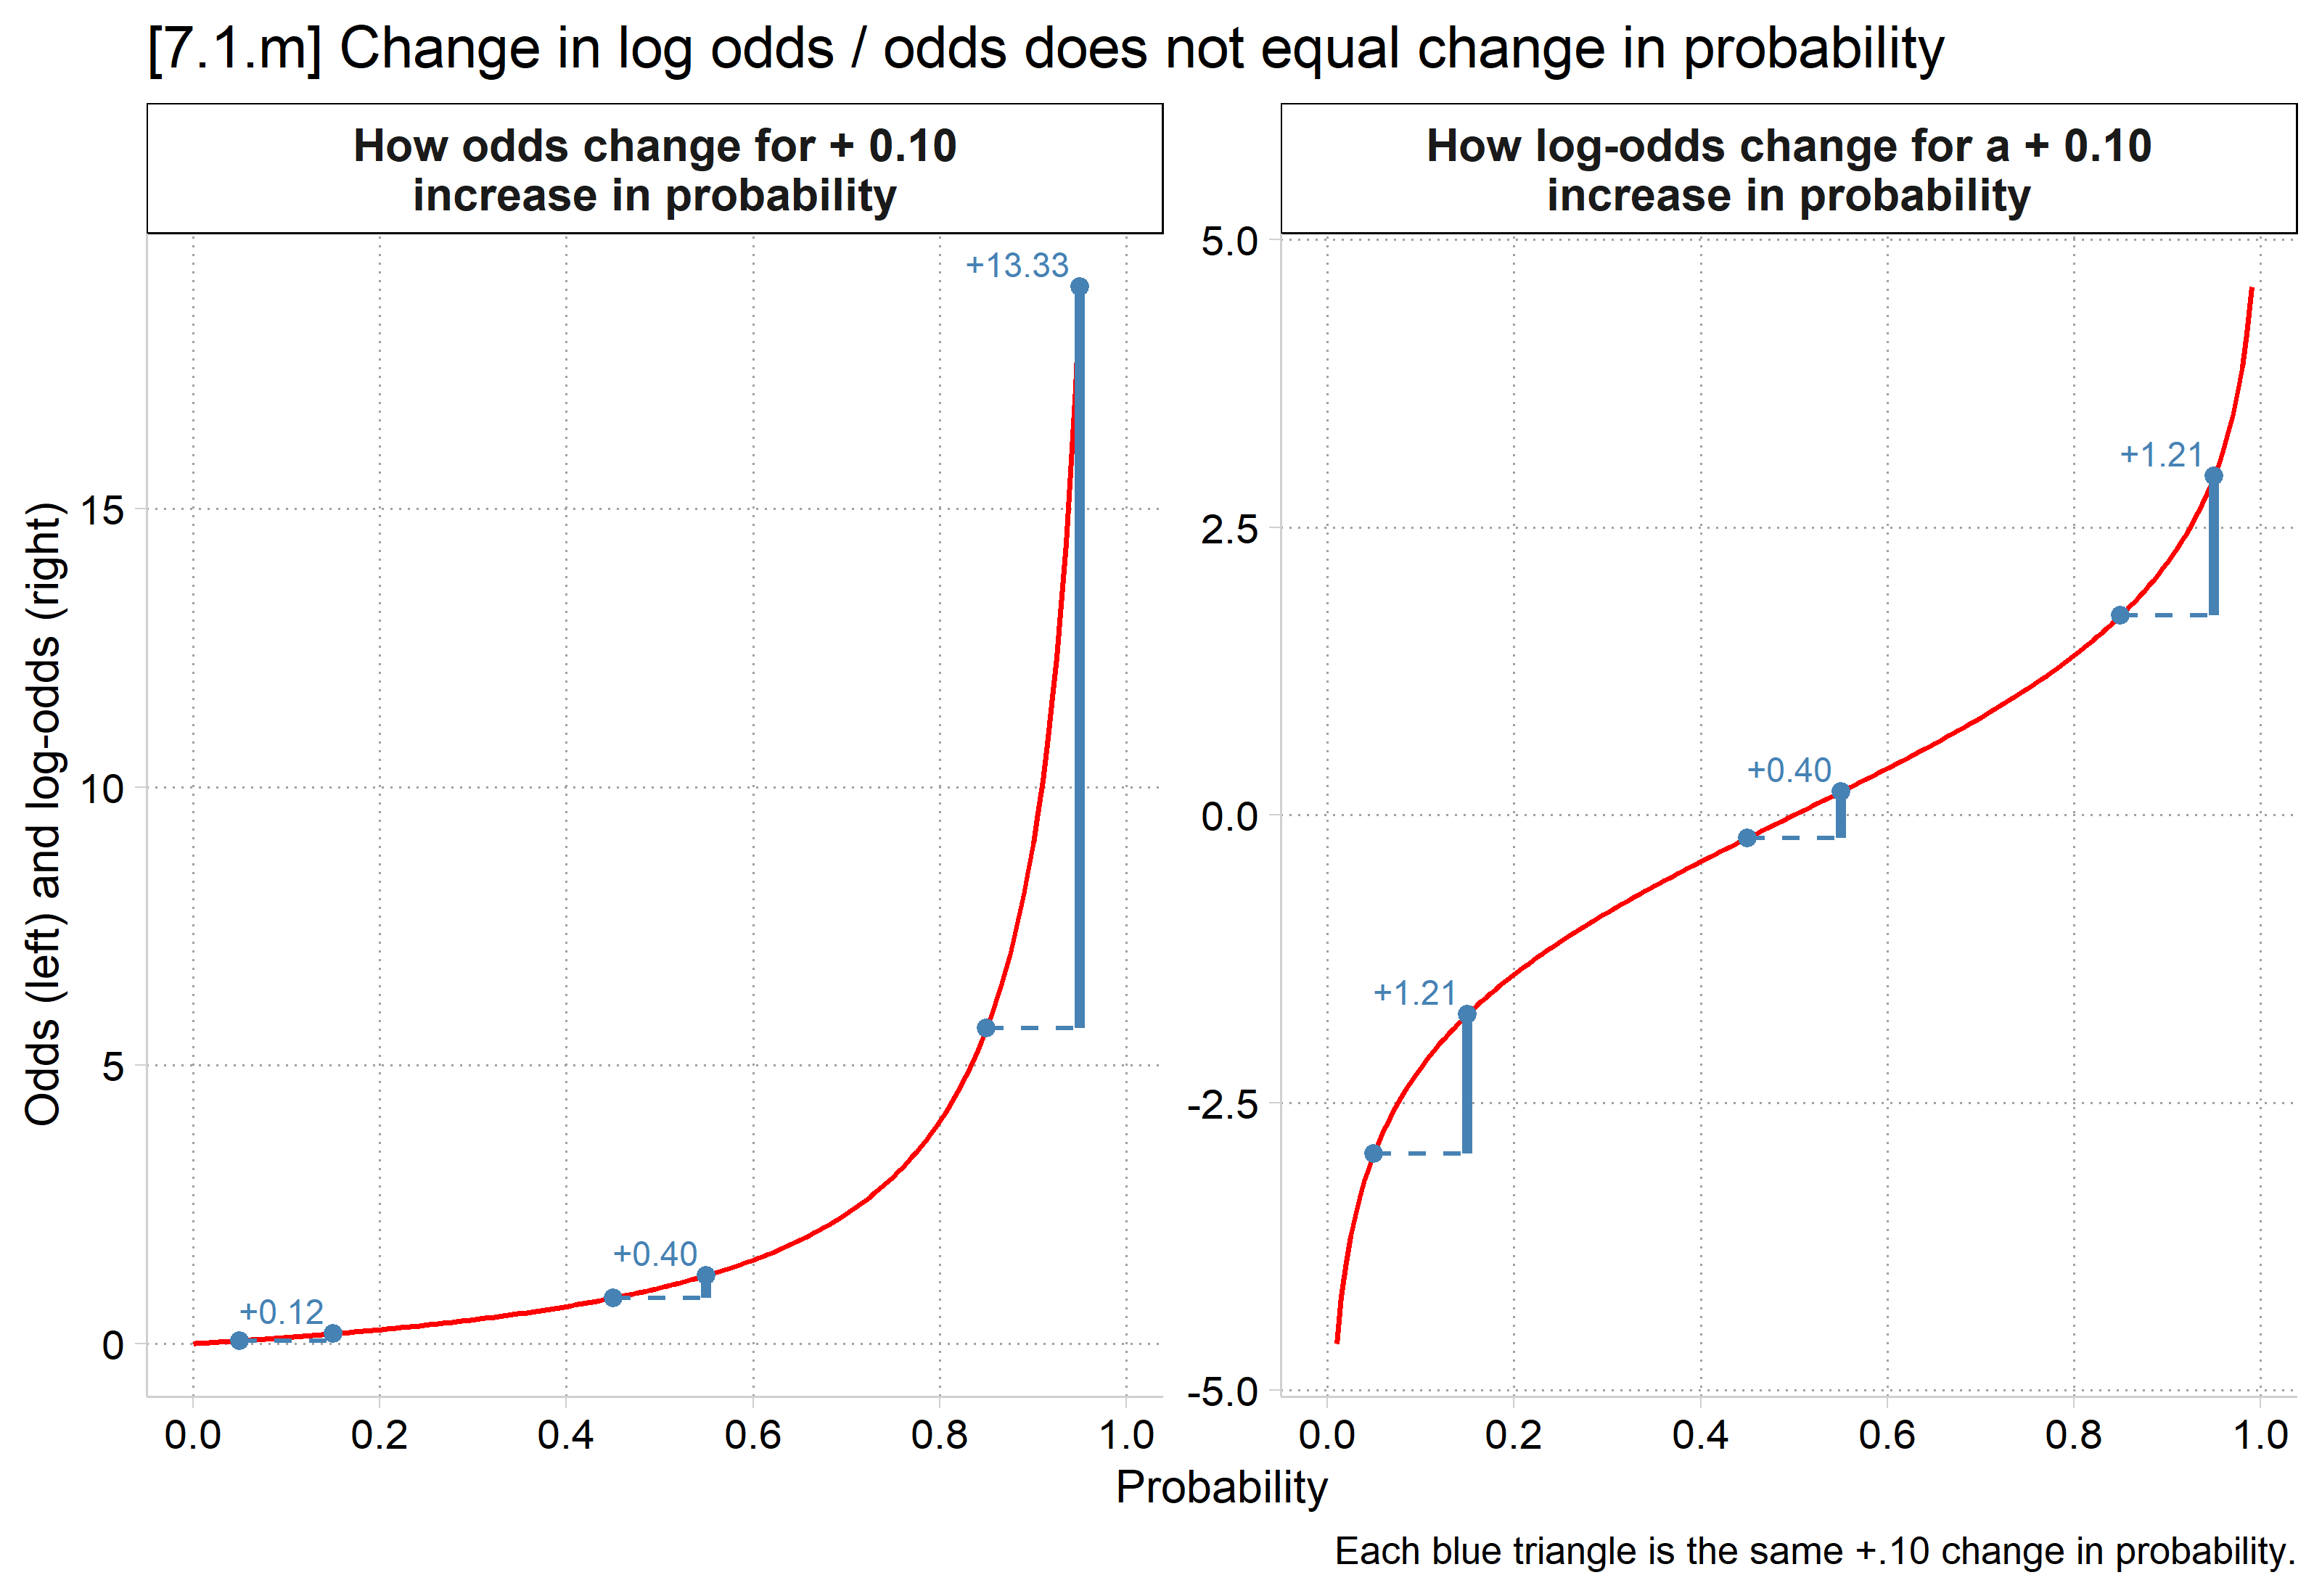 [7.1.m] Change in log odds / odds does not equal change in probability
How odds change for + 0.10
increase in probability
How log-odds change for a + 0.10
increase in probability
Odds (left) and log-odds (right)
15
10
5
0
+13.33
+0.40
+0.12
0.0 0.2 0.4 0.6 0.8 1.0
5.0
2.5
0.0
-2.5
-5.0
+1.21
+0.40
+1.21
0.0 0.2 0.4 0.6 0.8 1.0
Probability
Each blue triangle is the same +.10 change in probability.